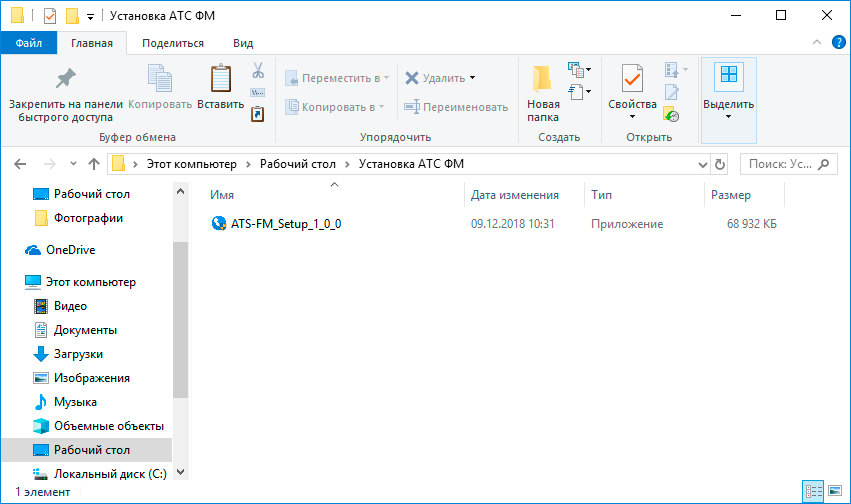 Установка АТС ФМ
Файл
Главная
Поделиться
Вид
?
Закрепить на панели
быстрого доступа
Копировать
Вставить
Переместить в
Копировать в
Удалить
Переименовать
Новая
папка
Свойства
Выделить
Буфер обмена
Упорядочить
Создать
Открыть
Этот компьютер
Рабочий стол
Установка АТС ФМ
Поиск: Ус...
Имя
Дата изменения
Тип
Размер
ATS-FM_Setup_1_0_0
09.12.2018 10:31
Приложение
68 932 КБ
Рабочий стол
Фотографии
OneDrive
Этот компьютер
Видео
Документы
Загрузки
Изображения
Музыка
Объемные объекты
Рабочий стол
Локальный диск (C:)
1 элемент